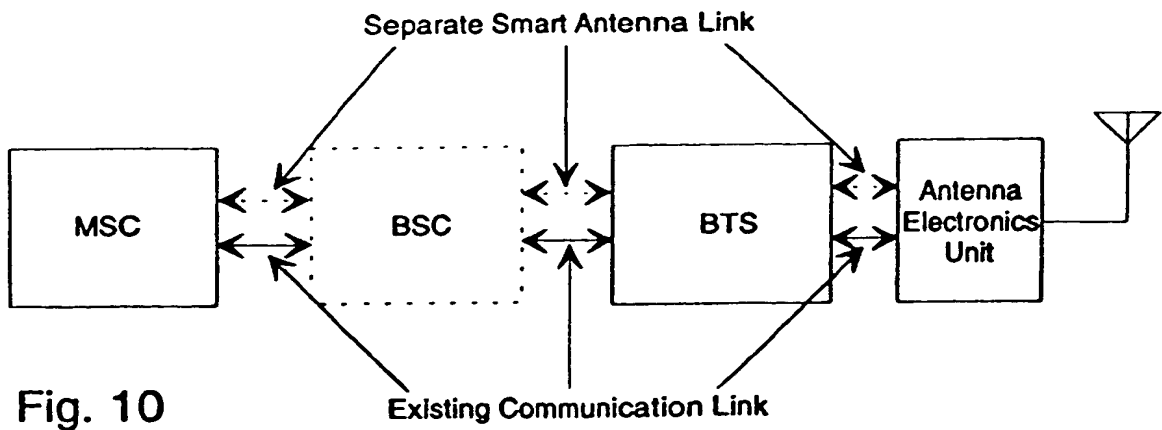 Separate Smart Antenna Link
MSC
BSC
BTS
Antenna
Electronics
Unit
Existing Communication Link
Fig. 10